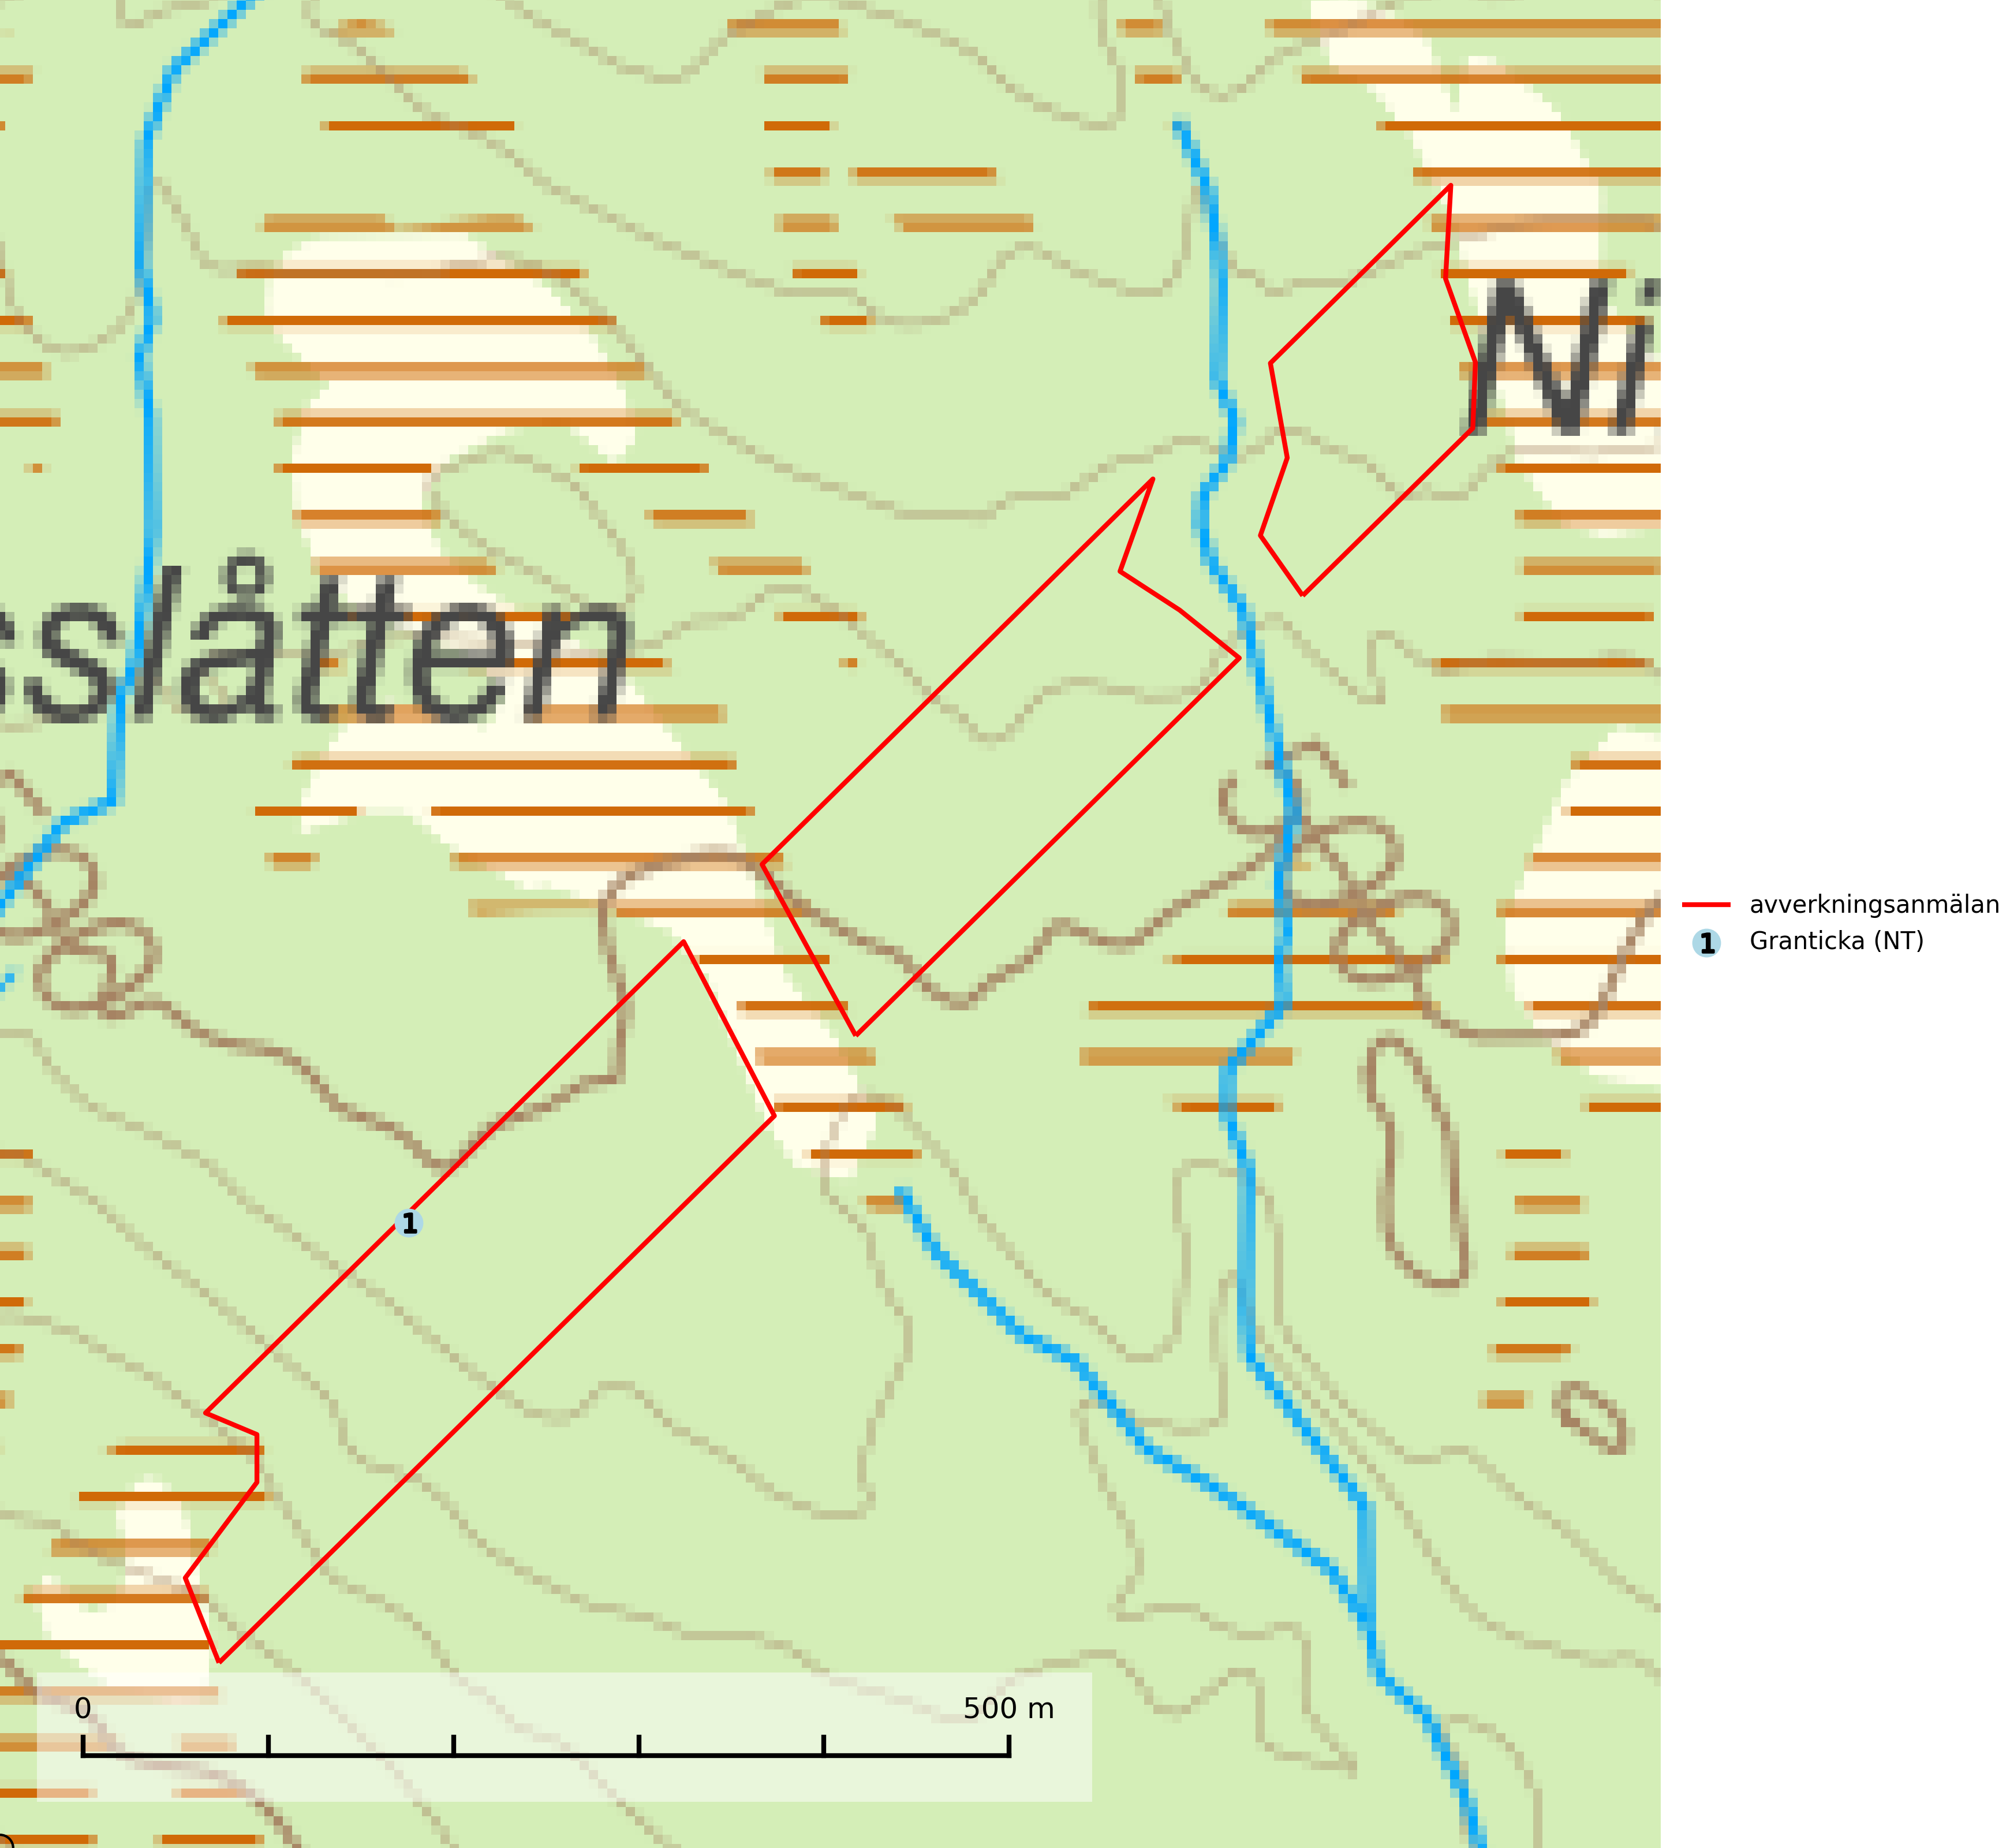 Ni
slåtten
avverkningsanmälan
1 Granticka (NT)
1
0 500 m